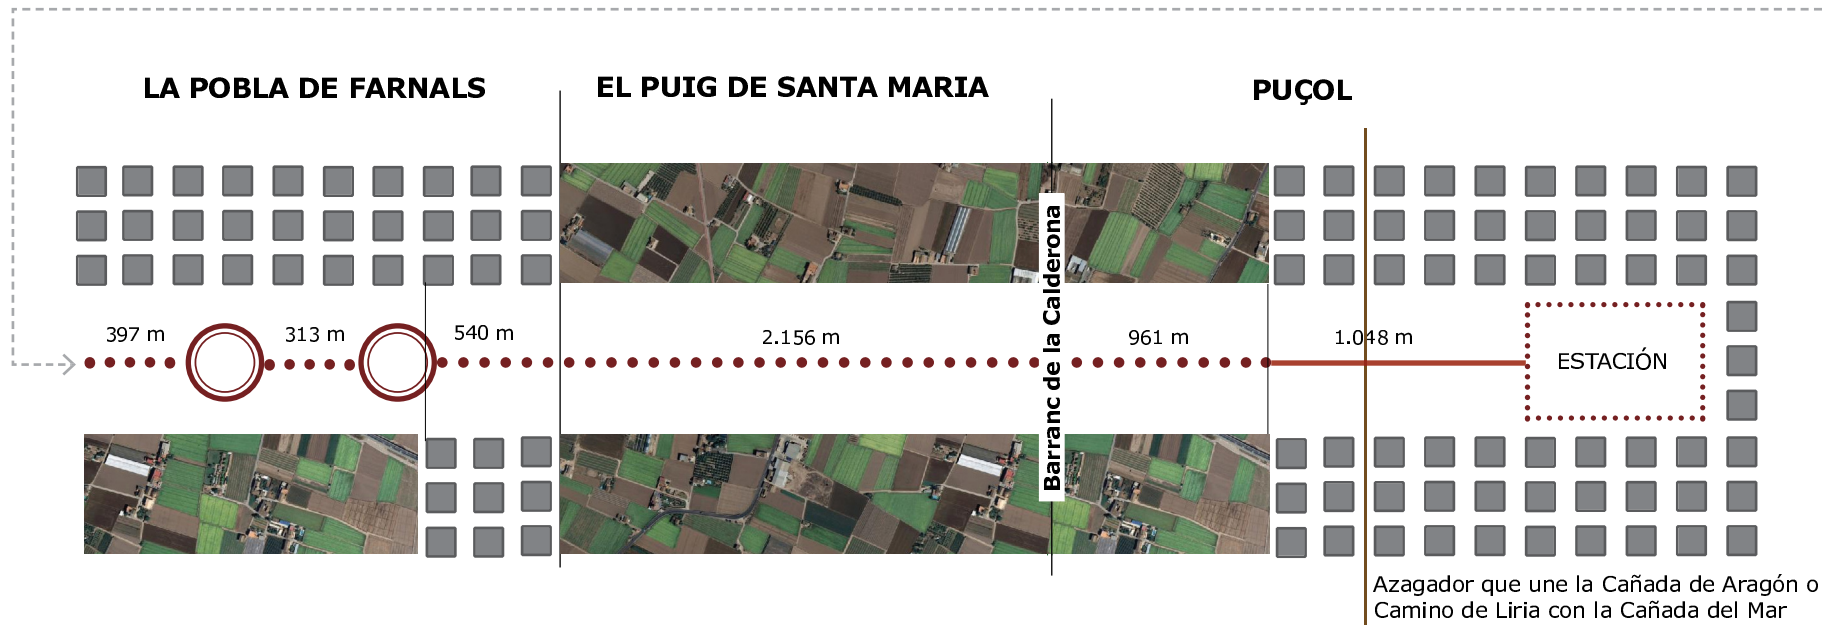 LA POBLA DE FARNALS
EL PUIG DE SANTA MARIA
PUÇOL
397 m
313 m
540 m
2.156 m
Barranc de la Calderona
961 m
1.048 m
ESTACIÓN
Azagador que une la Cañada de Aragón o
Camino de Liria con la Cañada del Mar